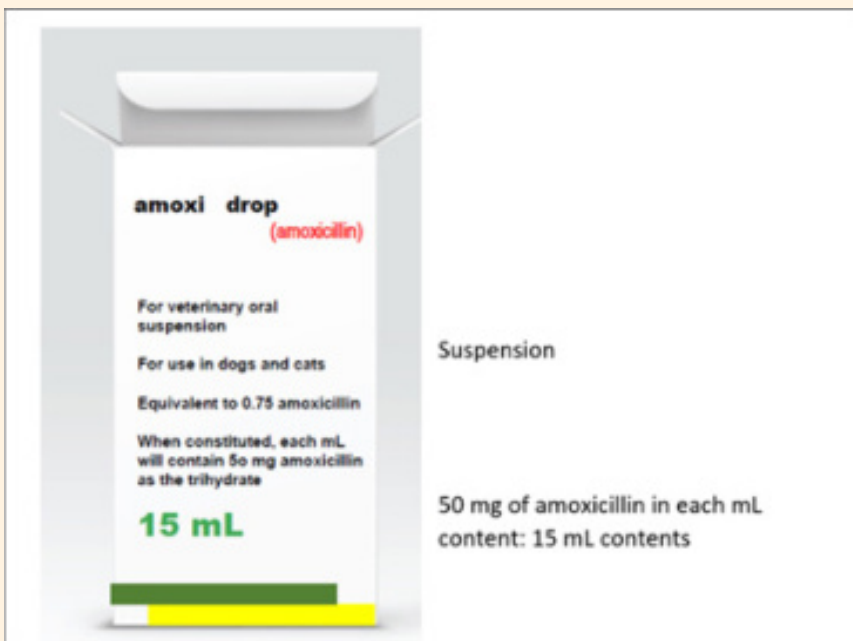 amoxi drop
(amoxicillin)
For veterinary oral
suspension
For use in dogs and cats
Equivalent to 0.75 amoxicillin
When constituted, each mL
will contain 5o mg amoxicillin
as the trihydrate
15 mL
Suspension
50 mg of amoxicillin in each mL
content: 15 mL contents